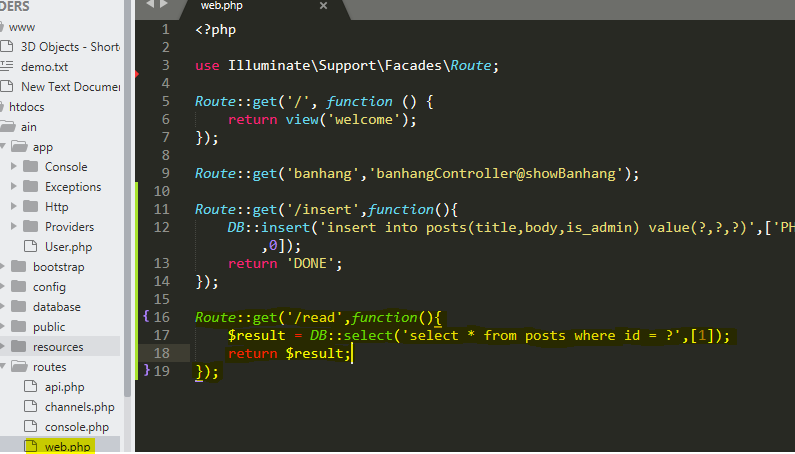 DERS
www
3D Objects - Shorto
demo.txt
New Text Documen
htdocs
ain
app
Console
Exceptions
Http
Providers
User.php
bootstrap
config
database
public
resources
routes
api.php
channels.php
console.php
web.php
web.php ×
1 <?php
2
3 use Illuminate\Support\Facades\Route;
4
5 Route::get('/', function () {
6 return view('welcome');
7 });
8
9 Route::get('banhang','banhangController@showBanhang');
10
11 Route::get('/insert',function(){
12 DB::insert('insert into posts(title,body,is_admin) value(?,?,?)',['PH
,0]);
13 return 'DONE';
14 });
15
{ 16 Route::get('/read',function(){
17 $result = DB::select('select * from posts where id = ?',[1]);
18 return $result;
} 19 });